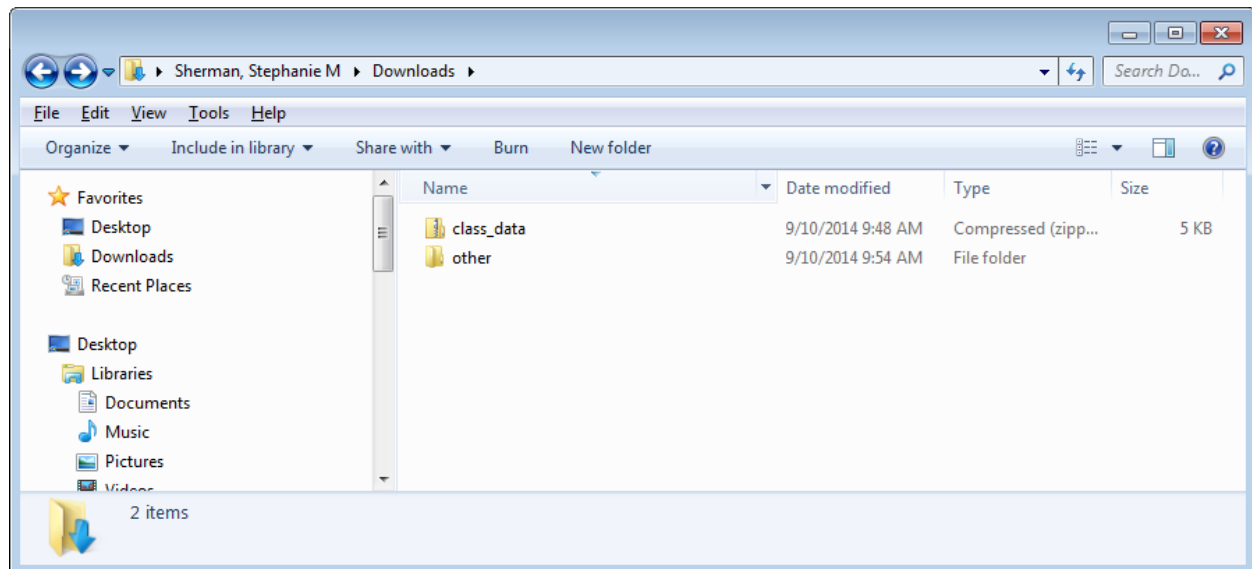 Sherman, Stephanie M Downloads Search Do...
File Edit View Tools Help
Organize Include in library Share with Burn New folder
Favorites
Desktop
Downloads
Recent Places
Desktop
Libraries
Documents
Music
Pictures
Videos
Name Date modified Type Size
class_data 9/10/2014 9:48 AM Compressed (zipp... 5 KB
other 9/10/2014 9:54 AM File folder
2 items